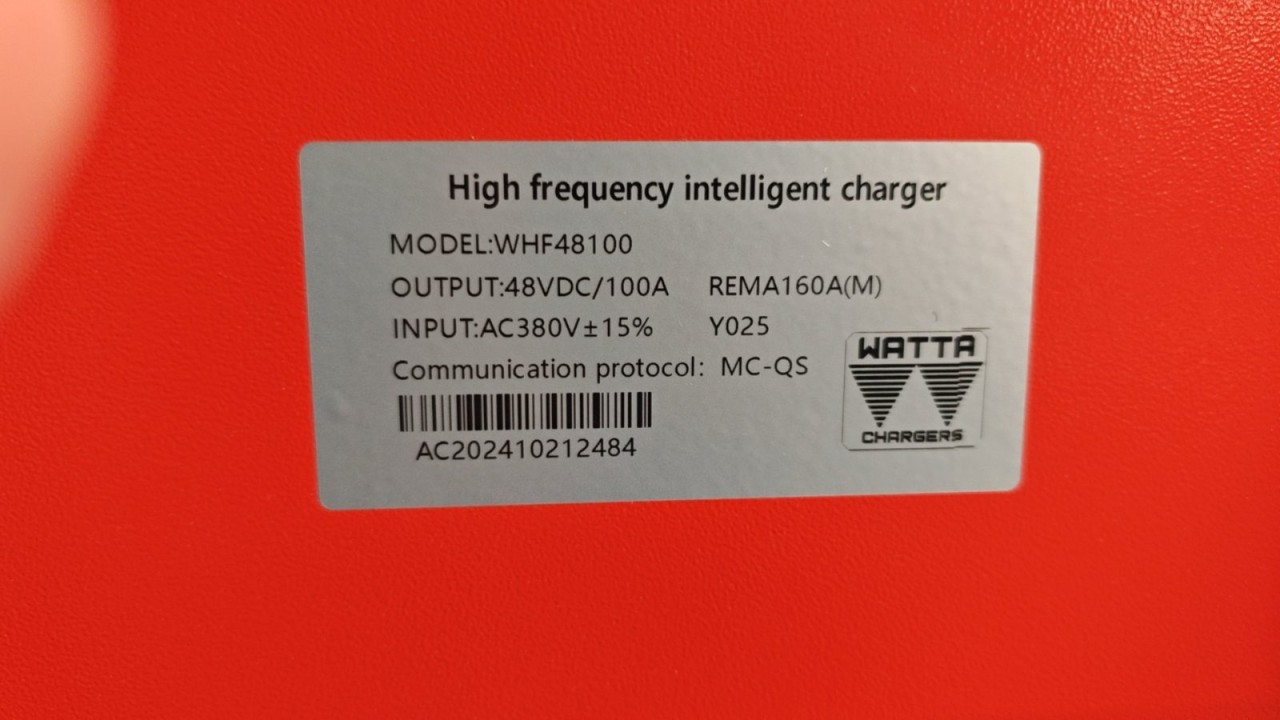 High frequency intelligent charger
MODEL:WHF48100
OUTPUT:48VDC/100A REMA160A(M)
INPUT:AC380V±15% Y025
Communication protocol: MC-QS
AC202410212484
WATTA
CHARGERS